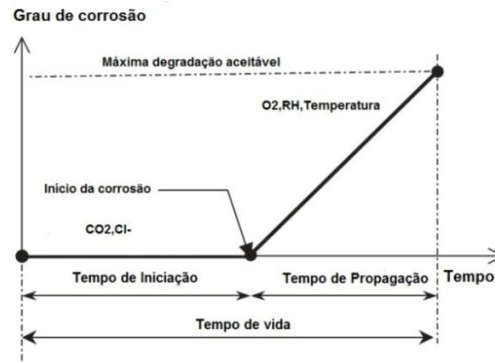 Grau de corrosão
Máxima degradação aceitável
O2,RH,Temperatura
Início da corrosão
CO2,Cl-
Tempo de Iniciação
Tempo de Propagação
Tempo
Tempo de vida